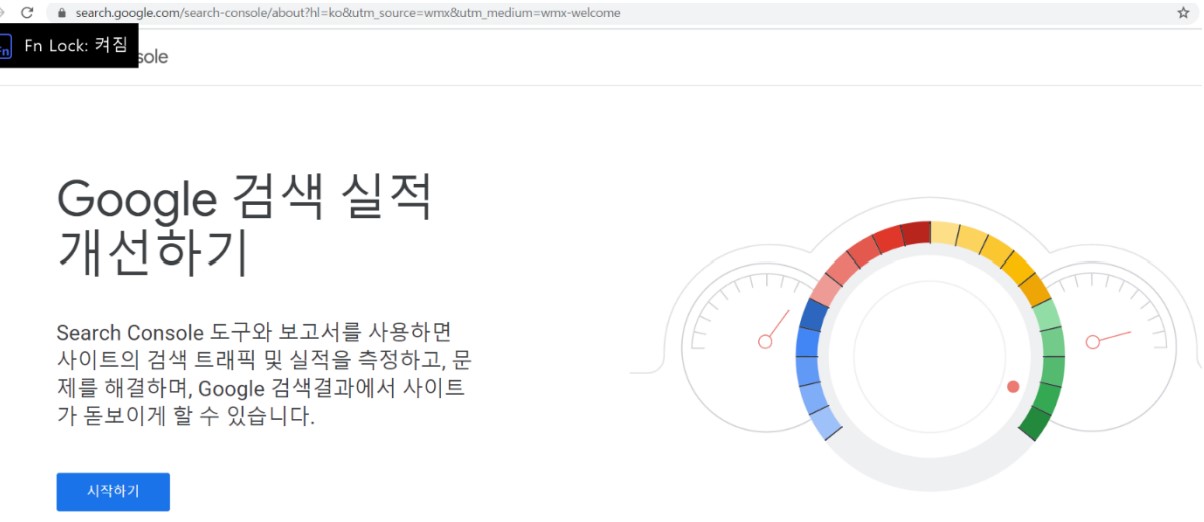 search.google.com/search-console/about?hl=ko&utm_source=wmx&utm_medium=wmx-welcome
Fn Lock: 켜짐
Google 검색 실적
개선하기
Search Console 도구와 보고서를 사용하면
사이트의 검색 트래픽 및 실적을 측정하고, 문
제를 해결하며, Google 검색결과에서 사이트
가 돋보이게 할 수 있습니다.
시작하기